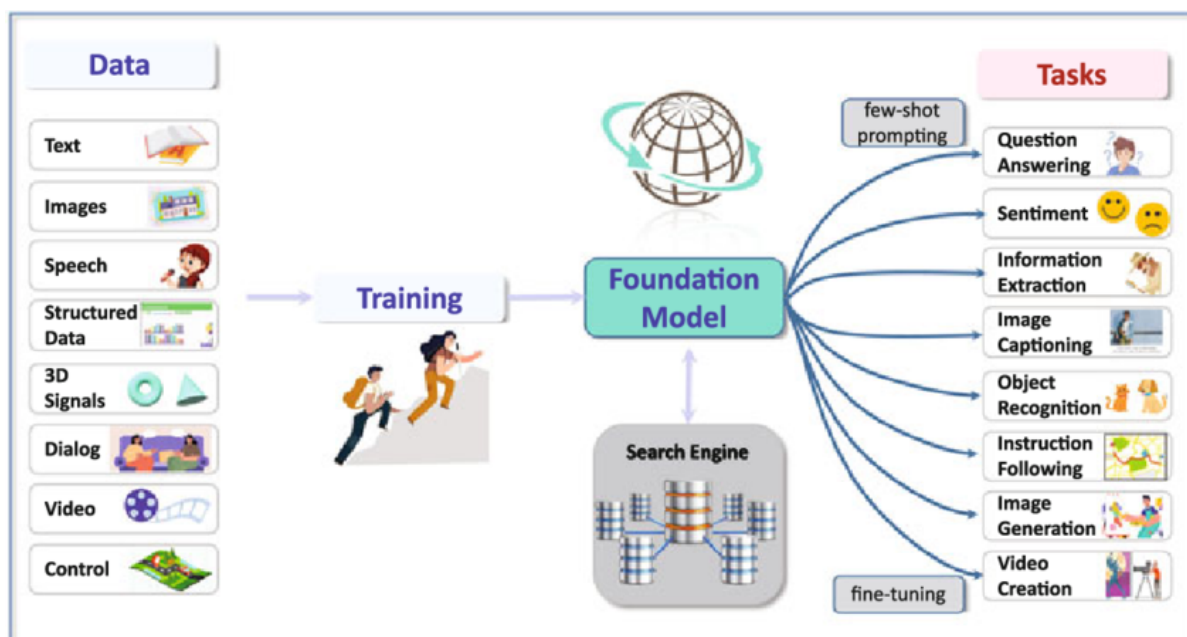 Data
Text
Images
Speech
Structured
Data
3D
Signals
Dialog
Video
Control
Training
Foundation
Model
Search Engine
few-shot
prompting
fine-tuning
Tasks
Question
Answering
Sentiment
Information
Extraction
Image
Captioning
Object
Recognition
Instruction
Following
Image
Generation
Video
Creation